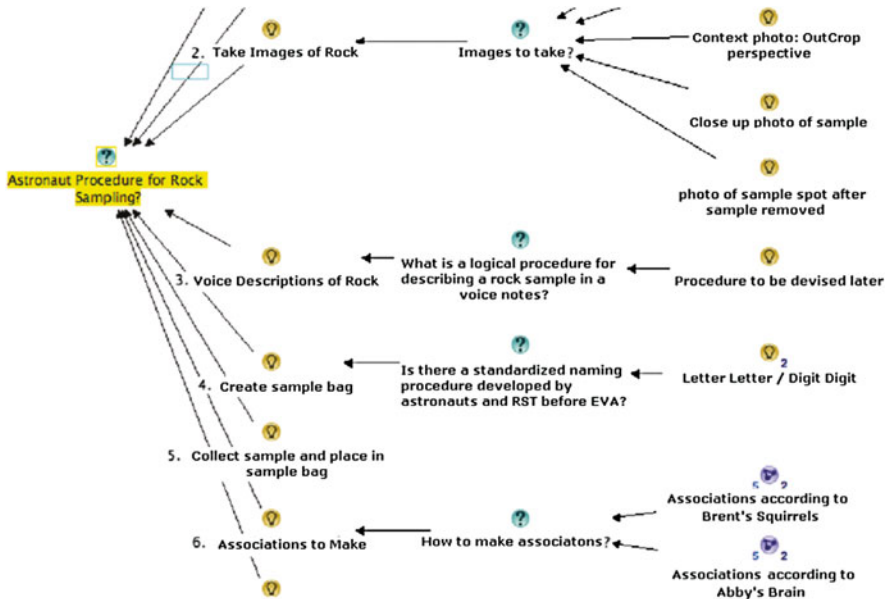 2. Take Images of Rock
Images to take?
Context photo: OutCrop
perspective
Close up photo of sample
?
Astronaut Procedure for Rock
Sampling?
photo of sample spot after
sample removed
3. Voice Descriptions of Rock
What is a logical procedure for
describing a rock sample in a
voice notes?
Procedure to be devised later
4. Create sample bag
Is there a standardized naming
procedure developed by
astronauts and RST before EVA?
2
Letter Letter / Digit Digit
5. Collect sample and place in
sample bag
6. Associations to Make
How to make associatons?
5 2
Associations according to
Brent's Squirrels
5 2
Associations according to
Abby's Brain